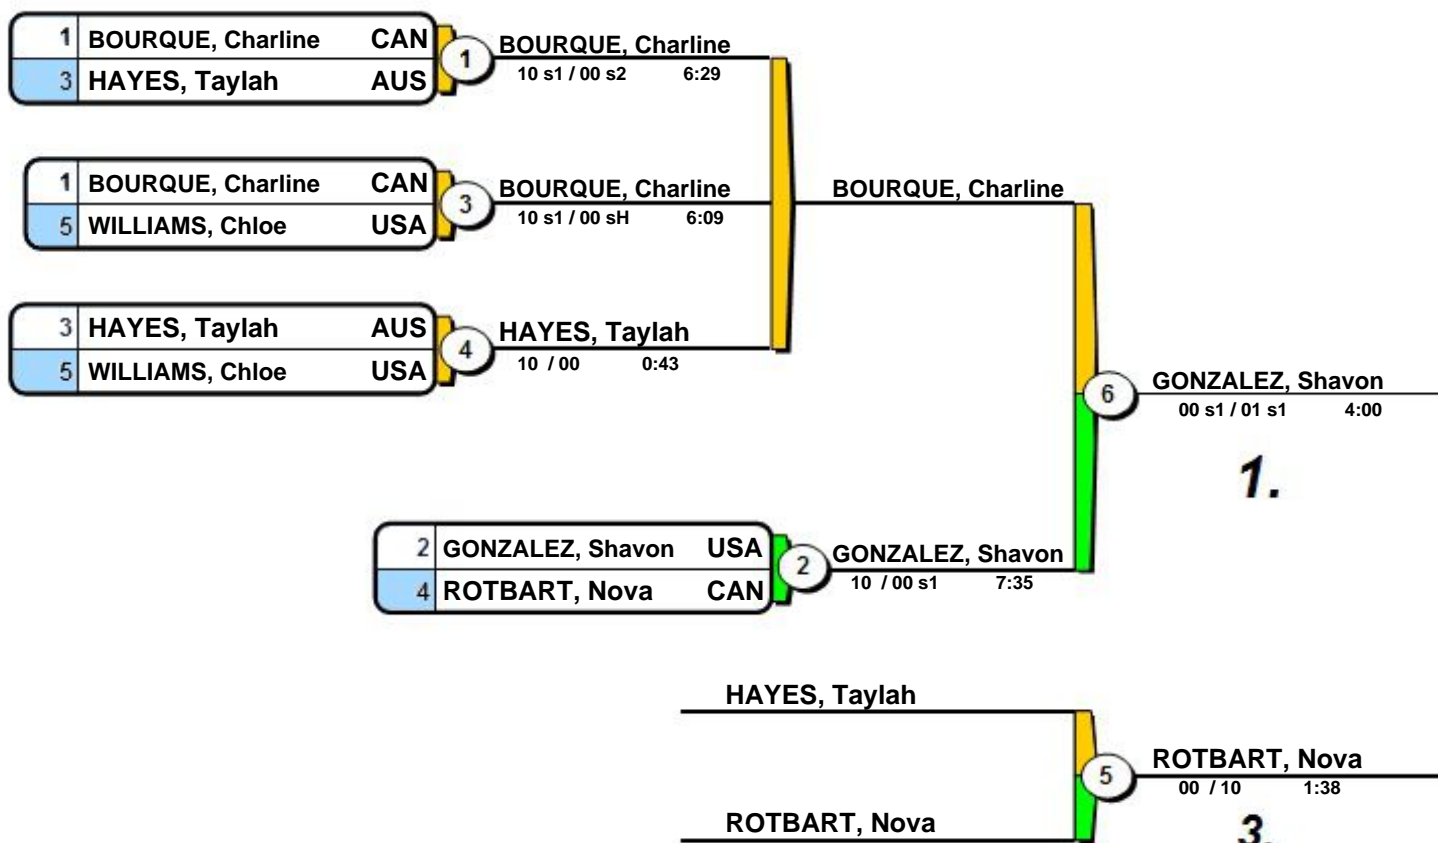 1 BOURQUE, Charline CAN
3 HAYES, Taylah AUS
1
BOURQUE, Charline
10 s1 / 00 s2 6:29
1 BOURQUE, Charline CAN
5 WILLIAMS, Chloe USA
3
BOURQUE, Charline
10 s1 / 00 sH 6:09
BOURQUE, Charline
3 HAYES, Taylah AUS
5 WILLIAMS, Chloe USA
4
HAYES, Taylah
10 / 00 0:43
6
GONZALEZ, Shavon
00 s1 / 01 s1 4:00
1.
2 GONZALEZ, Shavon USA
4 ROTBART, Nova CAN
2
GONZALEZ, Shavon
10 / 00 s1 7:35
HAYES, Taylah
5
ROTBART, Nova
00 / 10 1:38
ROTBART, Nova
3.